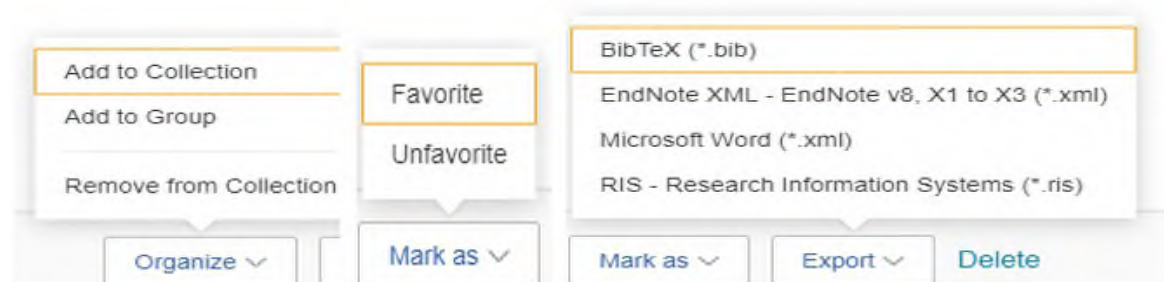 Add to Collection
Add to Group
Remove from Collection
Organize
Favorite
Unfavorite
Mark as
BibTeX (*.bib)
EndNote XML - EndNote v8, X1 to X3 (*.xml)
Microsoft Word (*.xml)
RIS - Research Information Systems (*.ris)
Mark as
Export
Delete